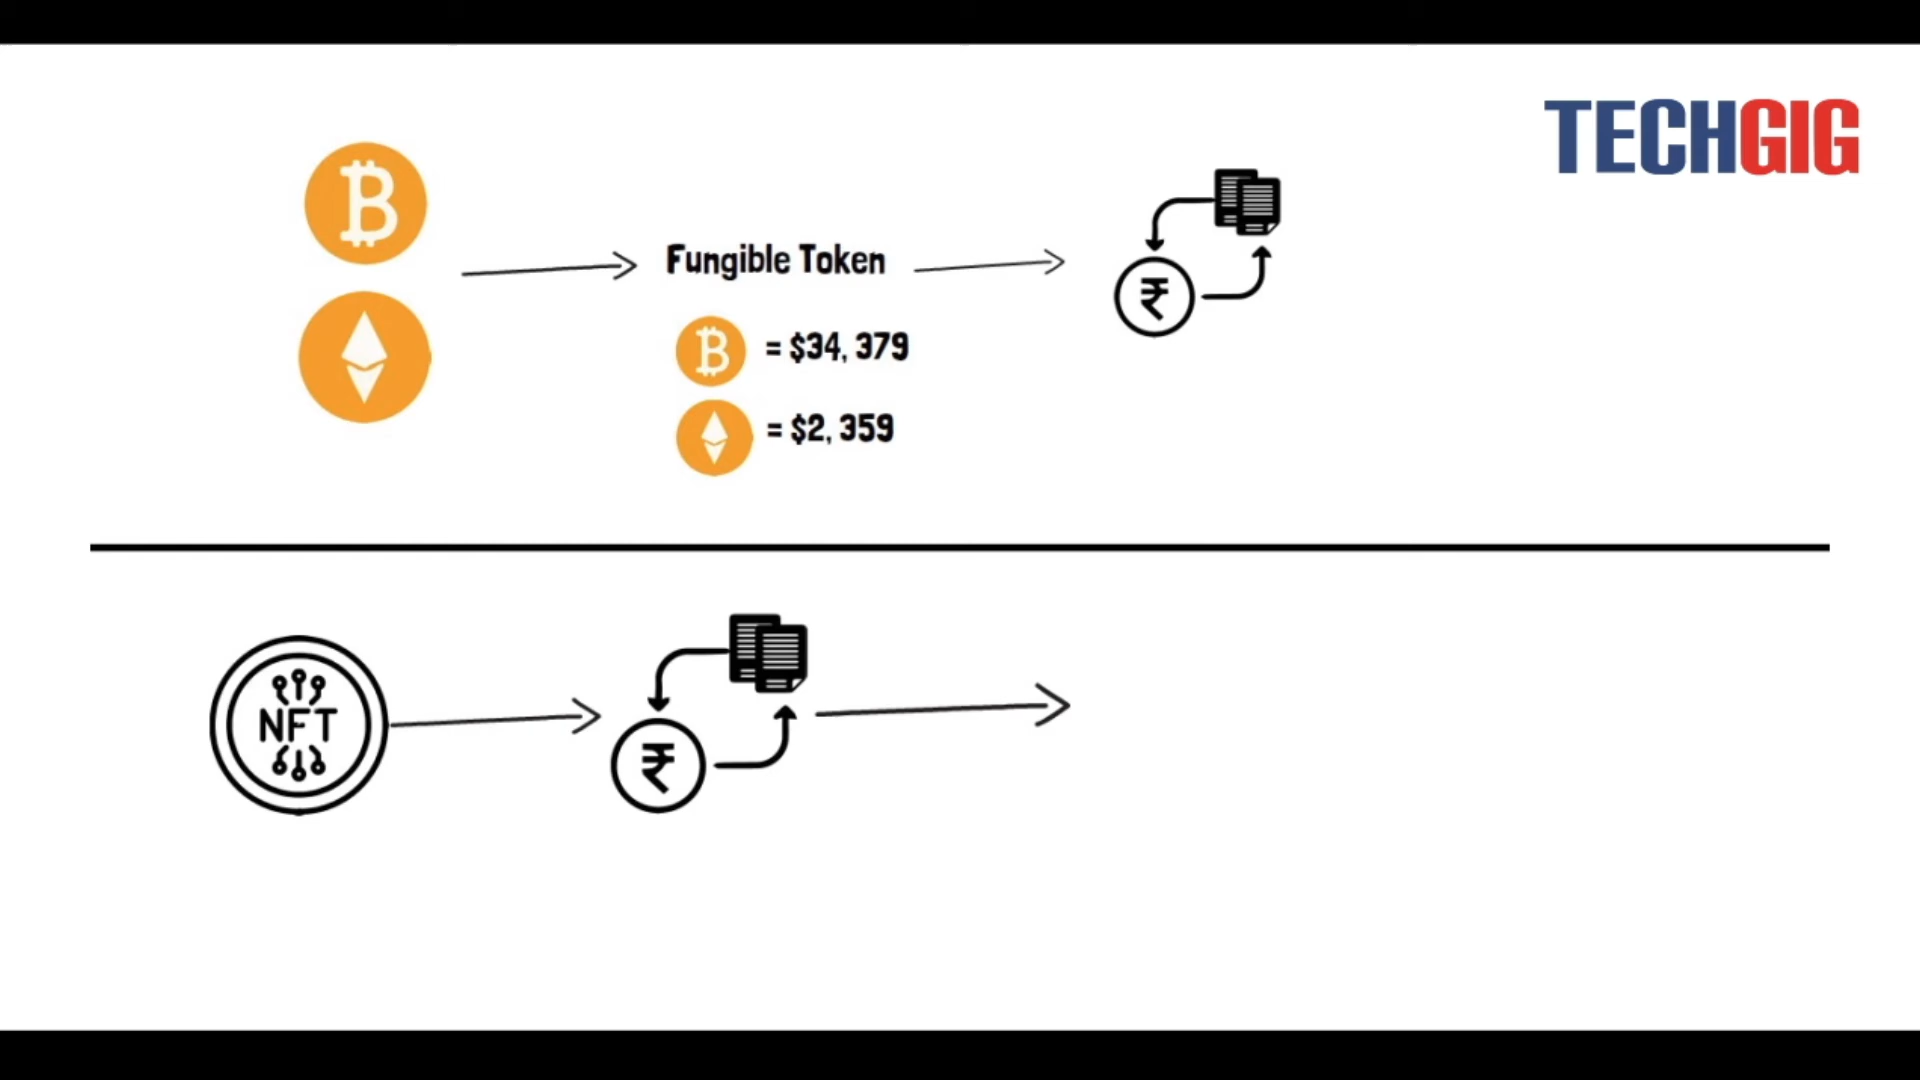 TECHGIG
Fungible Token
= $34, 379
= $2, 359
₹
NFT
₹